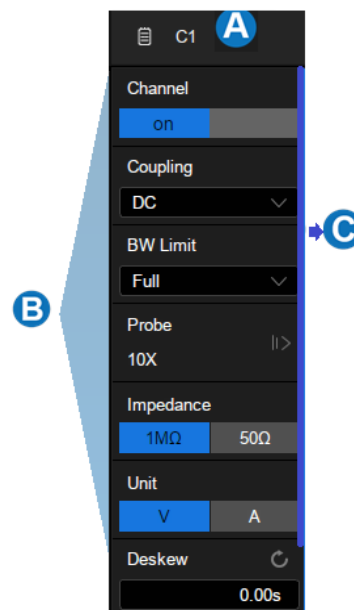 C1 A
Channel
on
Coupling
DC
C
BW Limit
Full
B
Probe
10X
Impedance
1MΩ 50Ω
Unit
V A
Deskew
0.00s